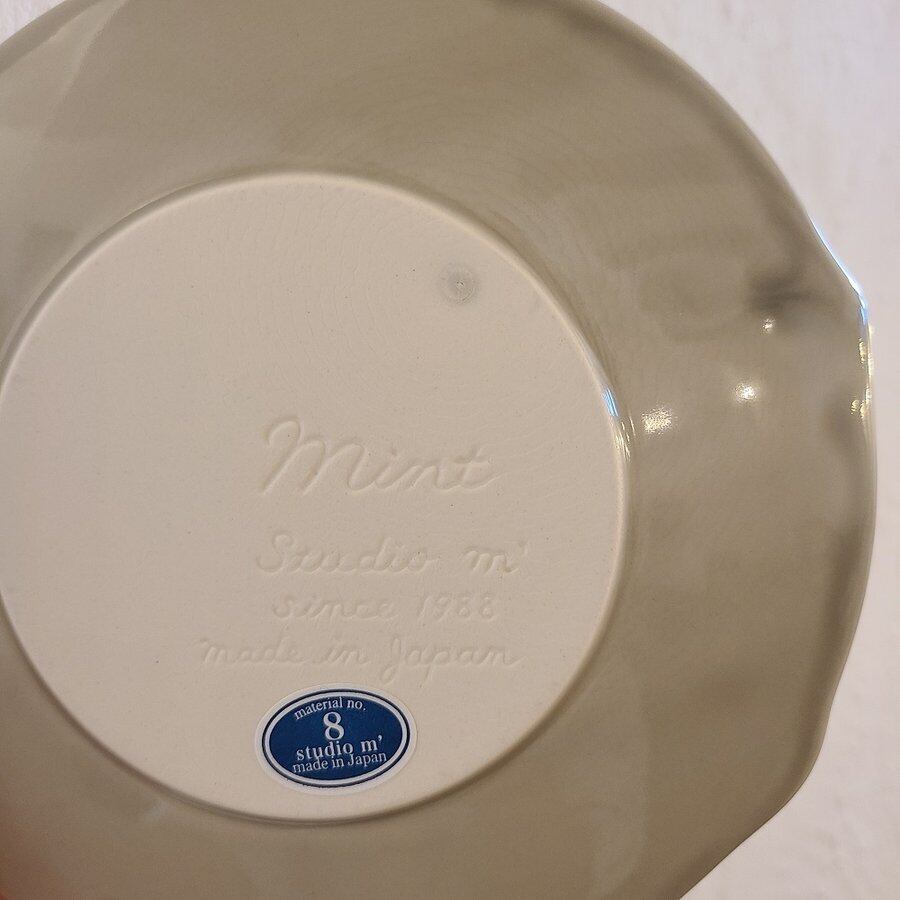 Mint
Studio m'
since 1988
made in Japan
material no.
8
studio m'
made in Japan